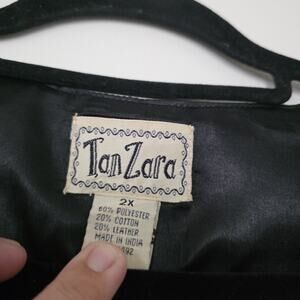 TanZara
2X
60% POLYESTER
20% COTTON
20% LEATHER
MADE IN INDIA